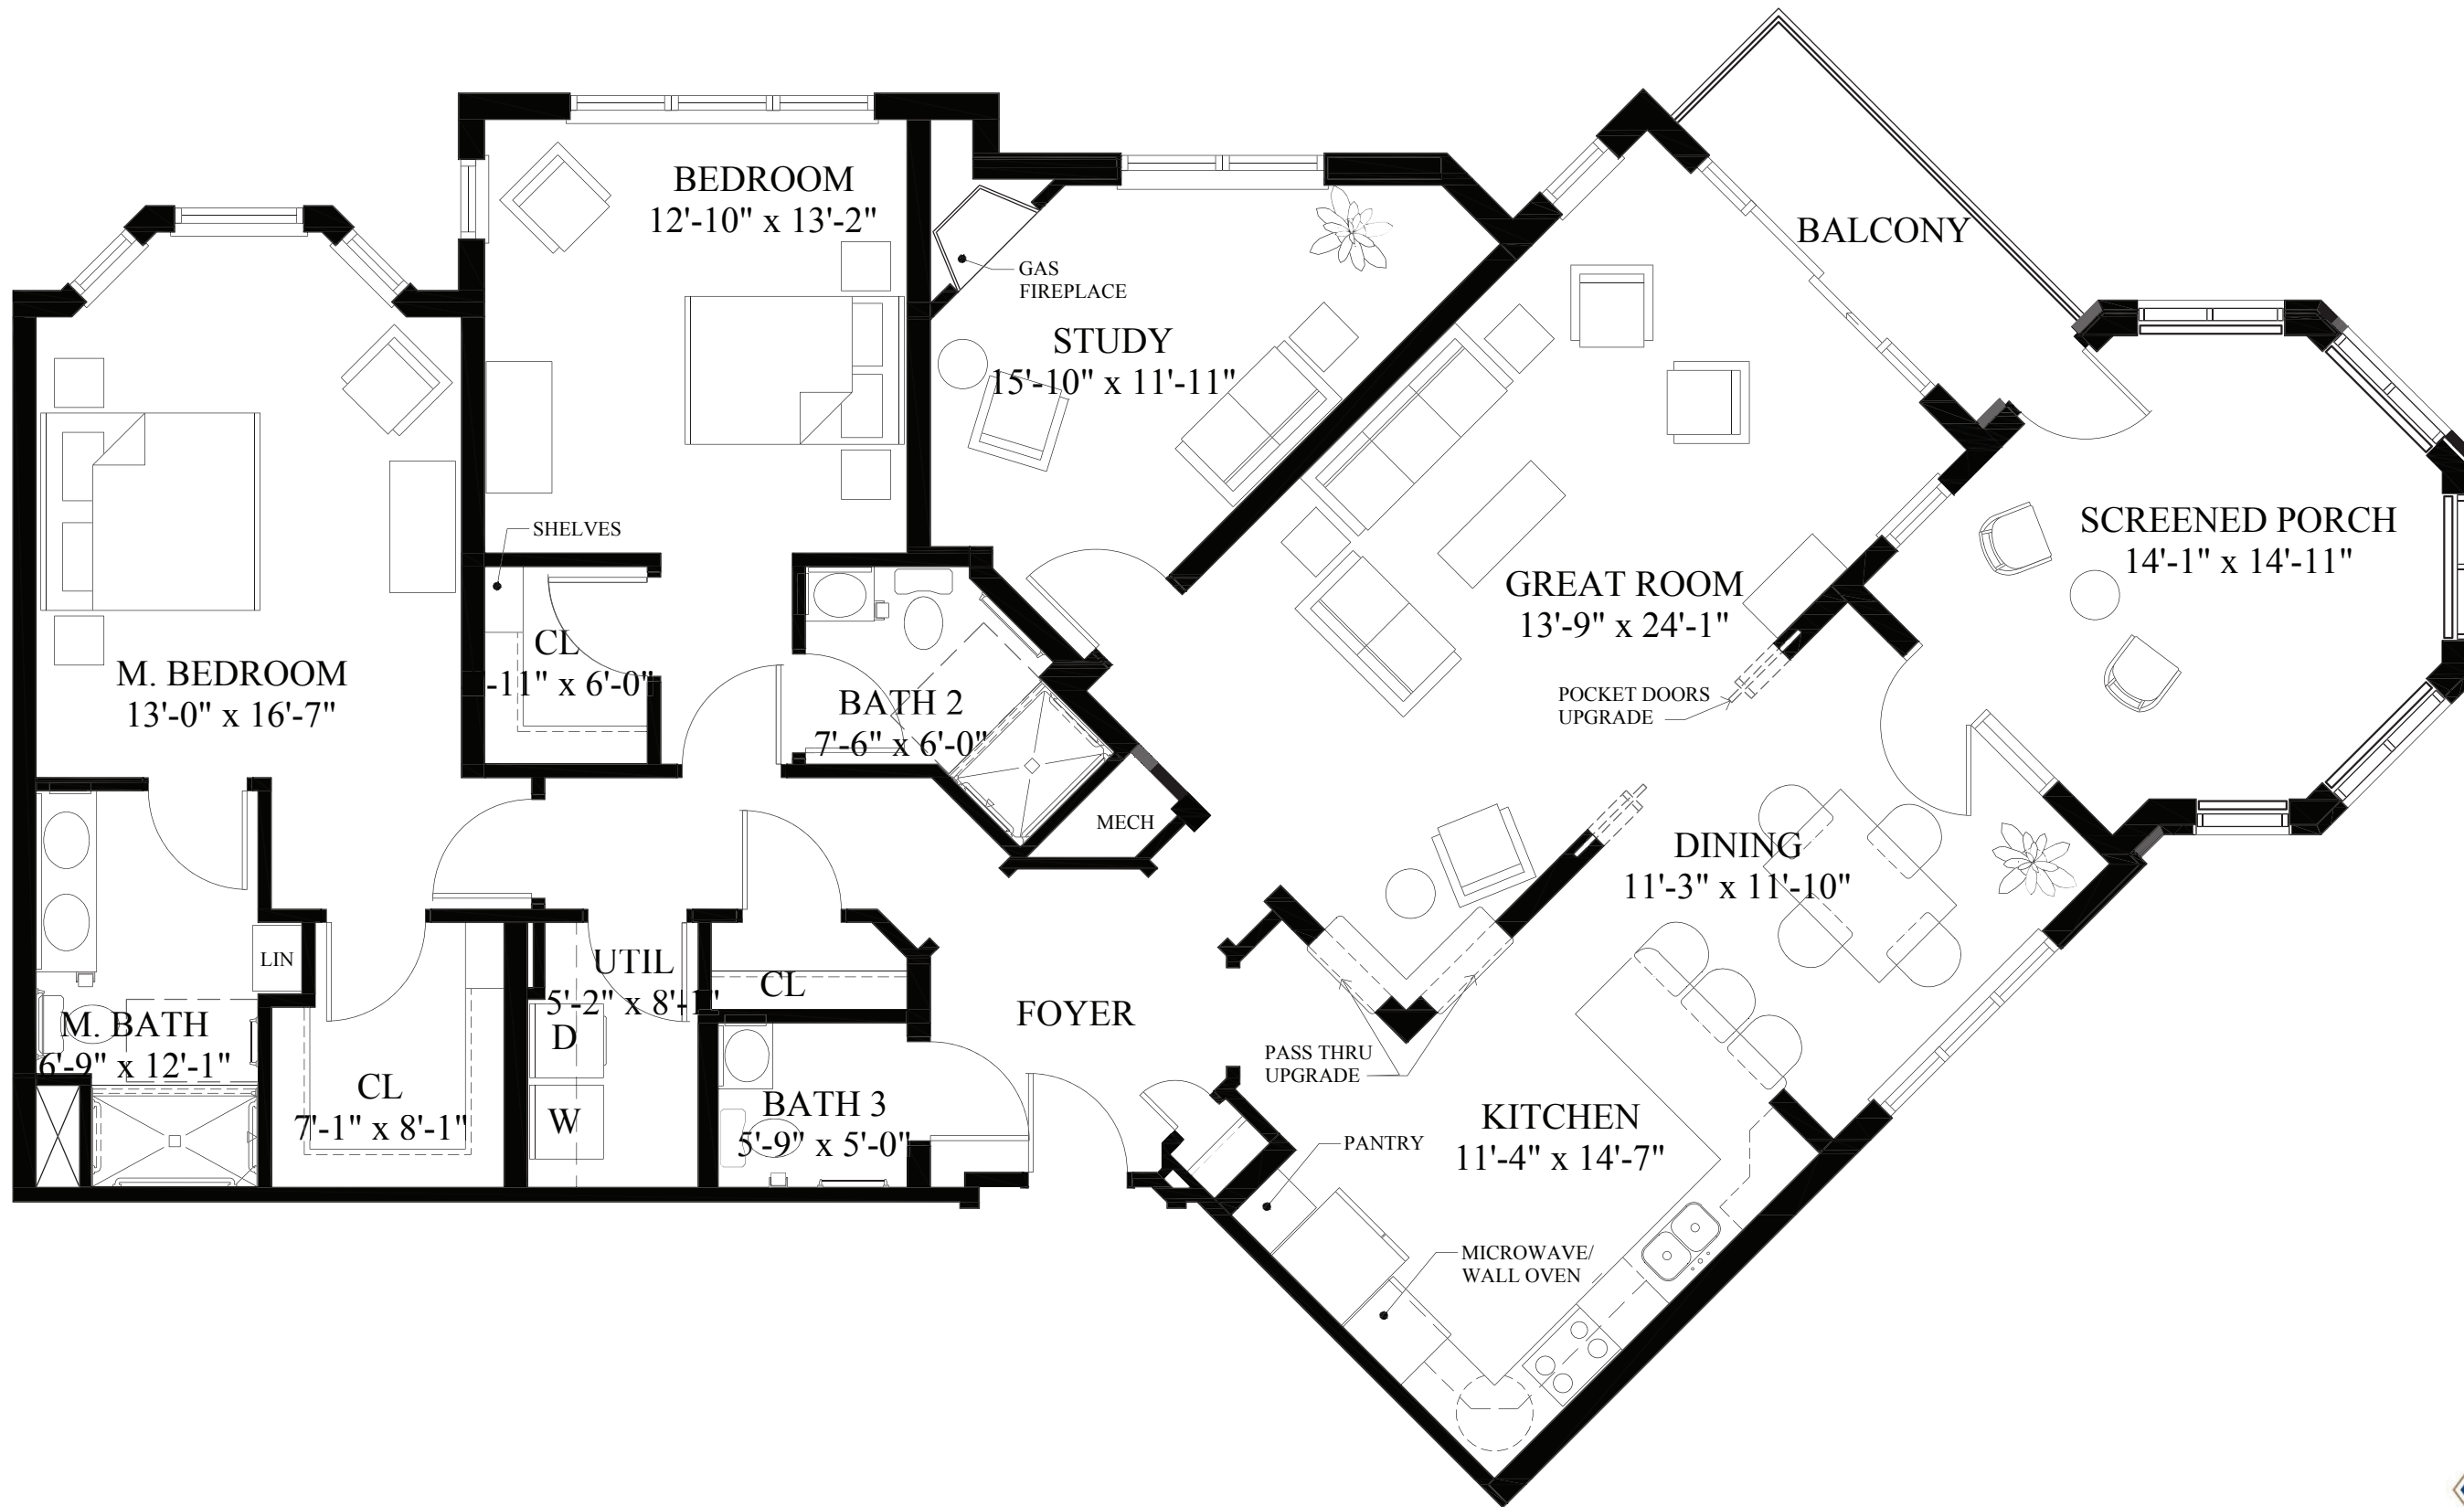 BEDROOM
12'-10" x 13'-2"
BALCONY
GAS
FIREPLACE
STUDY
15'-10" x 11'-11"
SHELVES
SCREENED PORCH
14'-1" x 14'-11"
GREAT ROOM
13'-9" x 24'-1"
CL
-11" x 6'-0"
M. BEDROOM
13'-0" x 16'-7"
BATH 2
7'-6" x 6'-0"
POCKET DOORS
UPGRADE
MECH
DINING
11'-3" x 11'-10"
LIN
UTIL
5'-2" x 8'-1"
CL
FOYER
M. BATH
6'-9" x 12'-1"
D
PASS THRU
UPGRADE
CL
7'-1" x 8'-1"
W
BATH 3
5'-9" x 5'-0"
KITCHEN
11'-4" x 14'-7"
PANTRY
MICROWAVE/
WALL OVEN